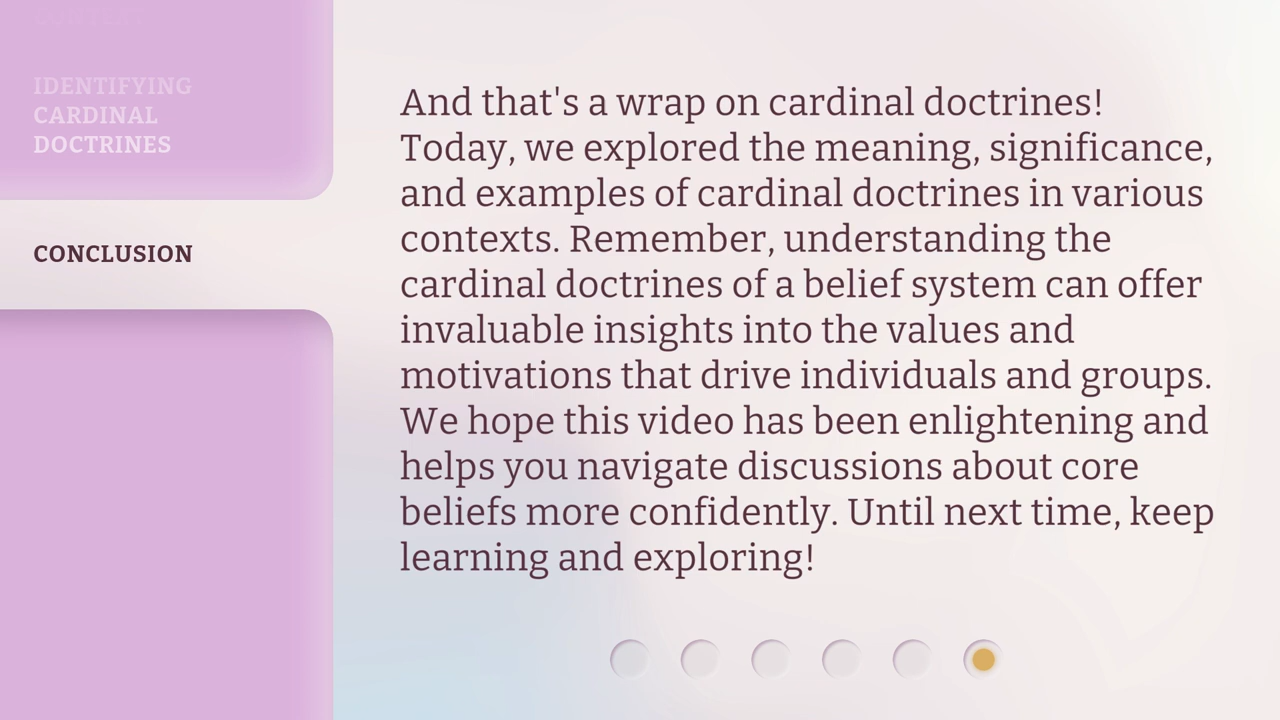 IDENTIFYING
CARDINAL
DOCTRINES
CONCLUSION
And that's a wrap on cardinal doctrines!
Today, we explored the meaning, significance,
and examples of cardinal doctrines in various
contexts. Remember, understanding the
cardinal doctrines of a belief system can offer
invaluable insights into the values and
motivations that drive individuals and groups.
We hope this video has been enlightening and
helps you navigate discussions about core
beliefs more confidently. Until next time, keep
learning and exploring!